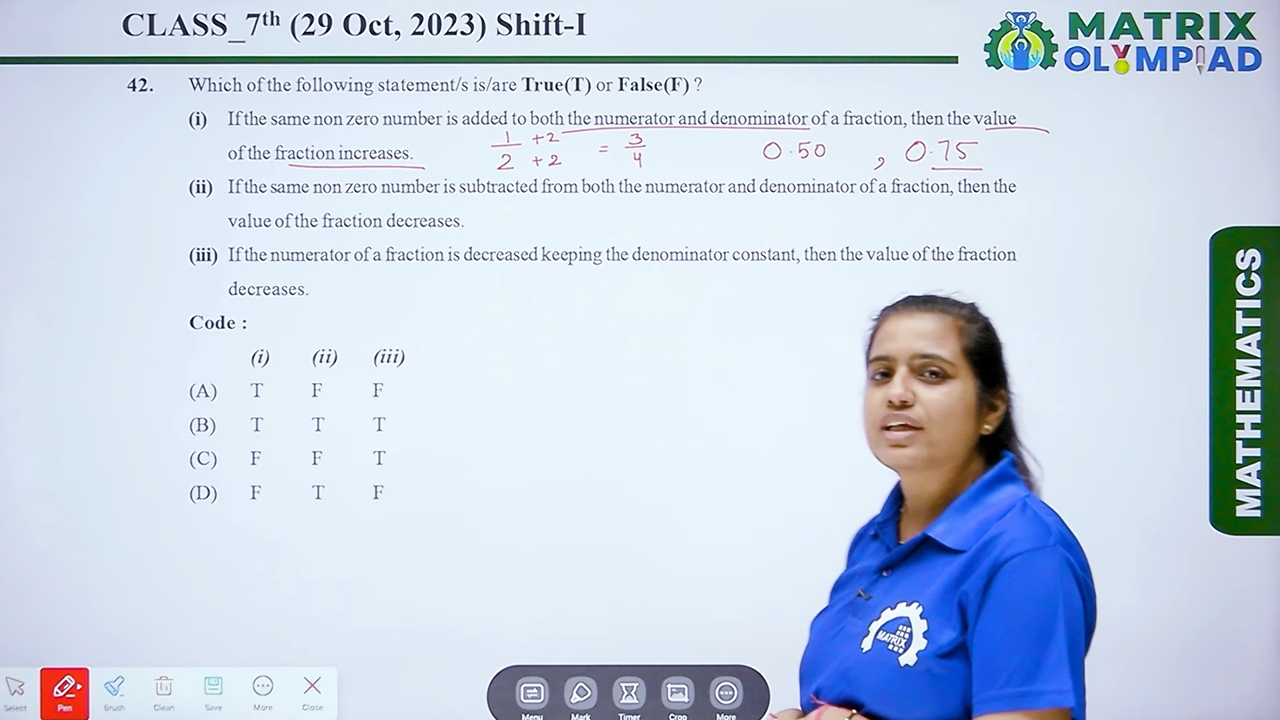 CLASS_7th (29 Oct, 2023) Shift-I
MATRIX
OLYMPIAD
42. Which of the following statement/s is/are True(T) or False(F) ?
(i) If the same non zero number is added to both the numerator and denominator of a fraction, then the value
of the fraction increases.
1/2 +2/+2 = 3/4 0.50 , 0.75
(ii) If the same non zero number is subtracted from both the numerator and denominator of a fraction, then the
value of the fraction decreases.
(iii) If the numerator of a fraction is decreased keeping the denominator constant, then the value of the fraction
decreases.
Code :
(i) (ii) (iii)
(A) T F F
(B) T T T
(C) F F T
(D) F T F
MATHEMATICS
MATRIX
Select Pen Brush Clean Save More Close
Menu Mark Timer Crop More